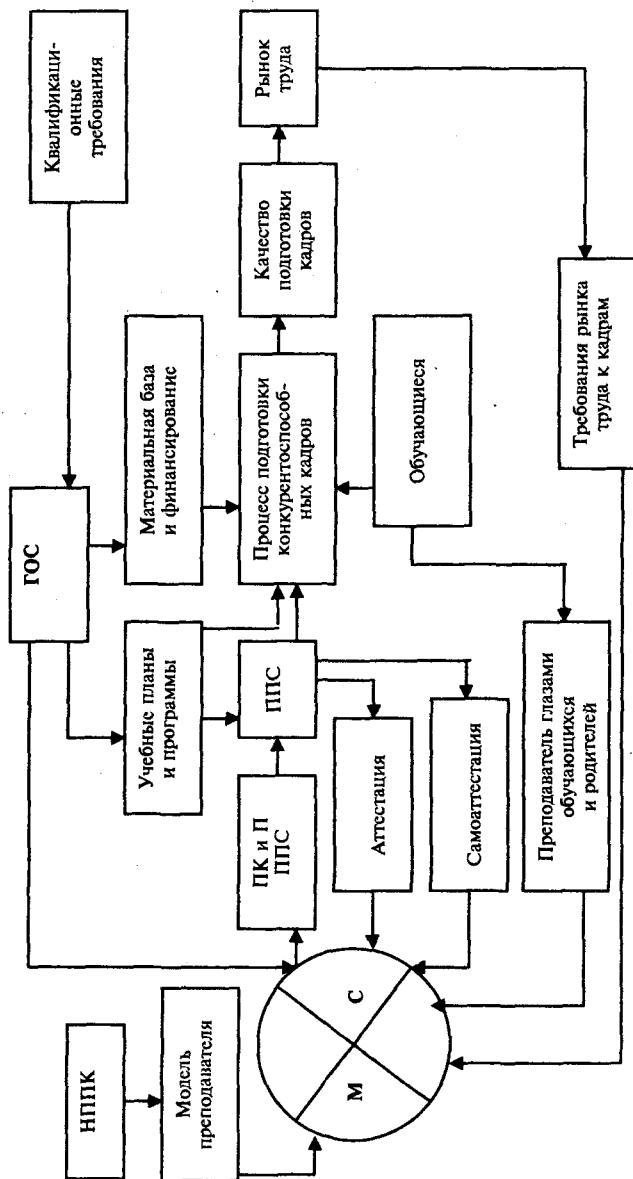 НППК
Модель
преподавателя
М
С
ГОС
Квалификаци-
онные
требования
Учебные планы
и программы
Материальная база
и финансирование
ПК и П
ППС
ППС
Процесс подготовки
конкурентоспособ-
ных кадров
Качество
подготовки
кадров
Рынок
труда
Аттестация
Самоаттестация
Обучающиеся
Преподаватель глазами
обучающихся
и родителей
Требования рынка
труда к кадрам